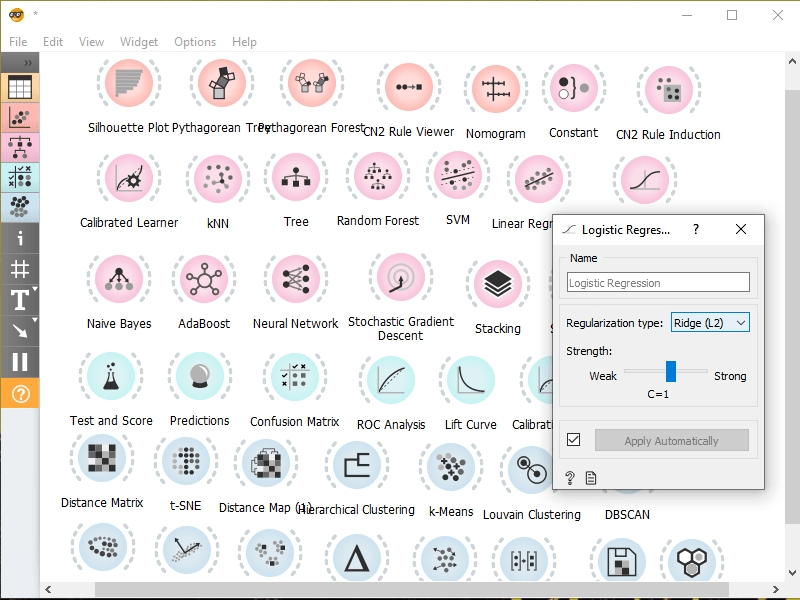 *
File Edit View Widget Options Help
Silhouette Plot Pythagorean Tree Pythagorean Forest CN2 Rule Viewer Nomogram Constant CN2 Rule Induction
Calibrated Learner kNN Tree Random Forest SVM Linear Regr
Logistic Regres... ?
Name
Logistic Regression
Naive Bayes AdaBoost Neural Network Stochastic Gradient Descent Stacking
Regularization type: Ridge (L2)
Strength:
Weak Strong
C=1
Test and Score Predictions Confusion Matrix ROC Analysis Lift Curve Calibrati
Apply Automatically
Distance Matrix t-SNE Distance Map (1) Hierarchical Clustering k-Means Louvain Clustering DBSCAN